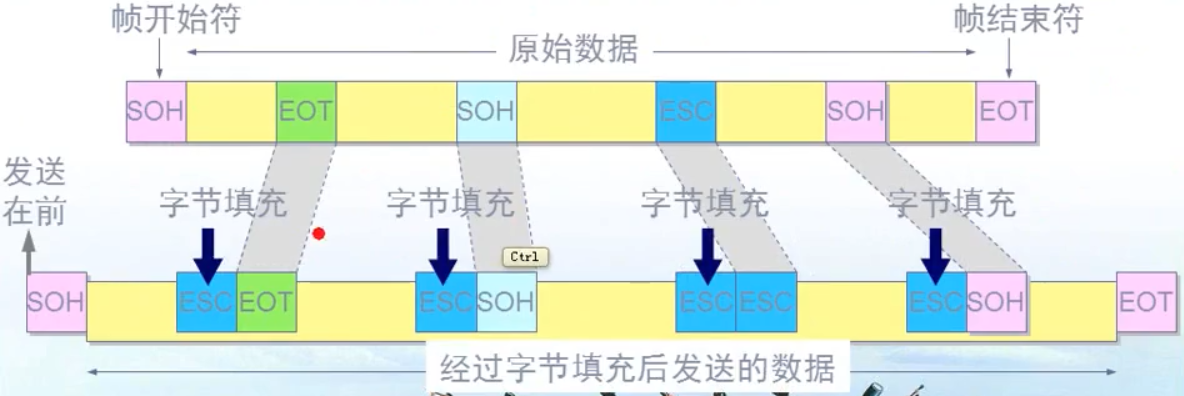 帧开始符
帧结束符
原始数据
SOH EOT SOH ESC SOH EOT
发送
在前
字节填充 字节填充 字节填充 字节填充
Ctrl
SOH ESC EOT ESC SOH ESC ESC ESC SOH EOT
经过字节填充后发送的数据